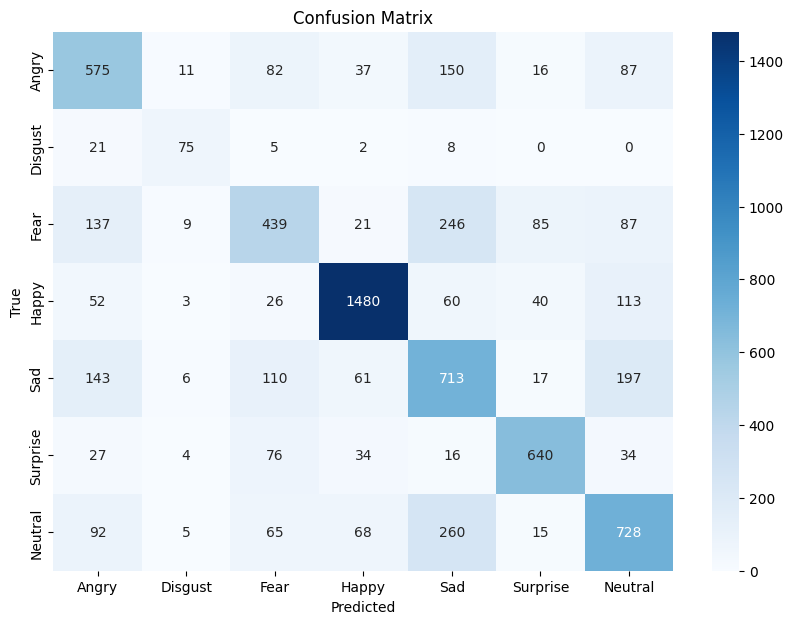 Confusion Matrix
Angry 575 11 82 37 150 16 87
Disgust 21 75 5 2 8 0 0
Fear 137 9 439 21 246 85 87
Happy 52 3 26 1480 60 40 113
Sad 143 6 110 61 713 17 197
Surprise 27 4 76 34 16 640 34
Neutral 92 5 65 68 260 15 728
True
Angry Disgust Fear Happy Sad Surprise Neutral
Predicted
1400
1200
1000
800
600
400
200
0